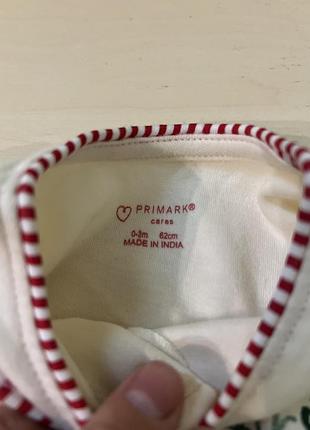 PRIMARK®
cares
0-3m 62cm
MADE IN INDIA